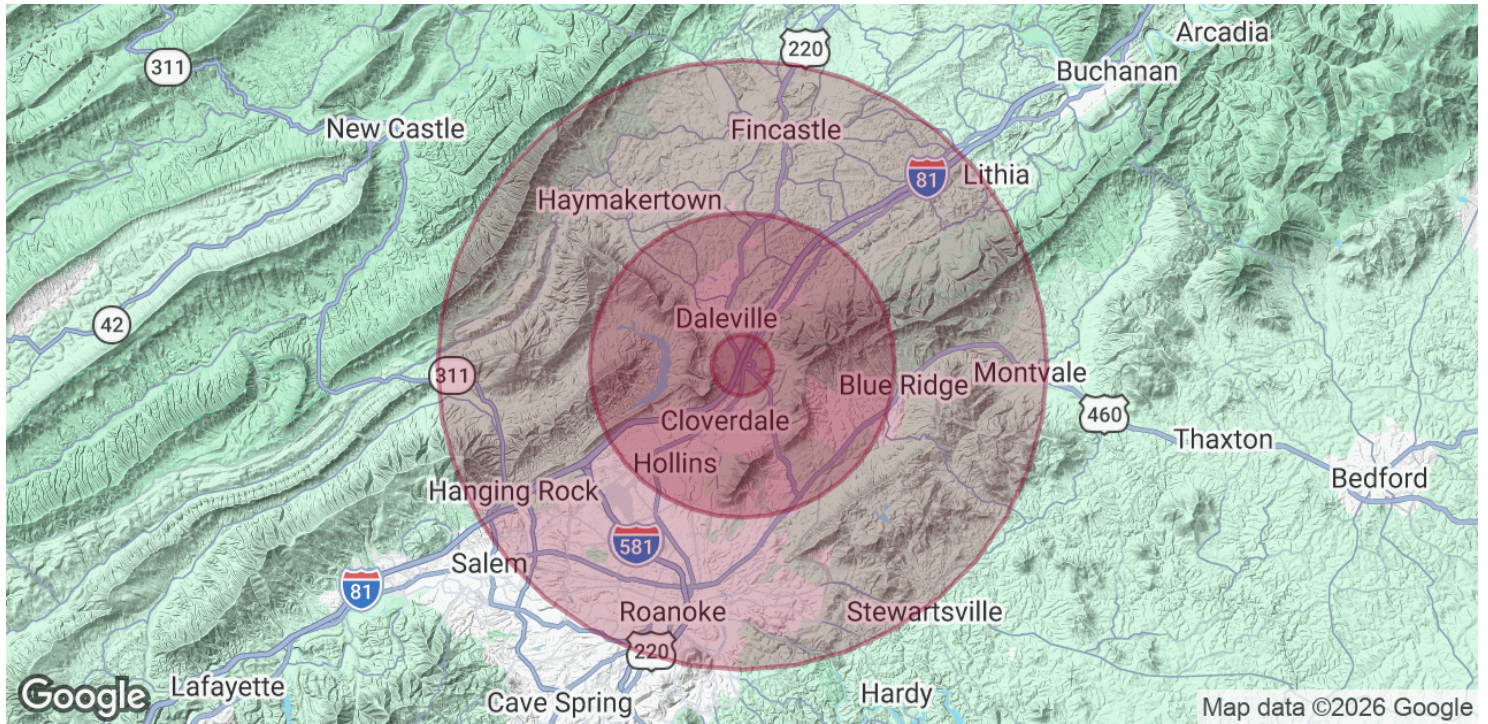 Arcadia
220
311
Buchanan
New Castle
Fincastle
81
Lithia
Haymakertown
Daleville
42
311
Blue Ridge
Montvale
460
Cloverdale
Thaxton
Hollins
Bedford
Hanging Rock
581
Salem
81
Roanoke
Stewartsville
220
Lafayette
Cave Spring
Hardy
Google
Map data ©2026 Google